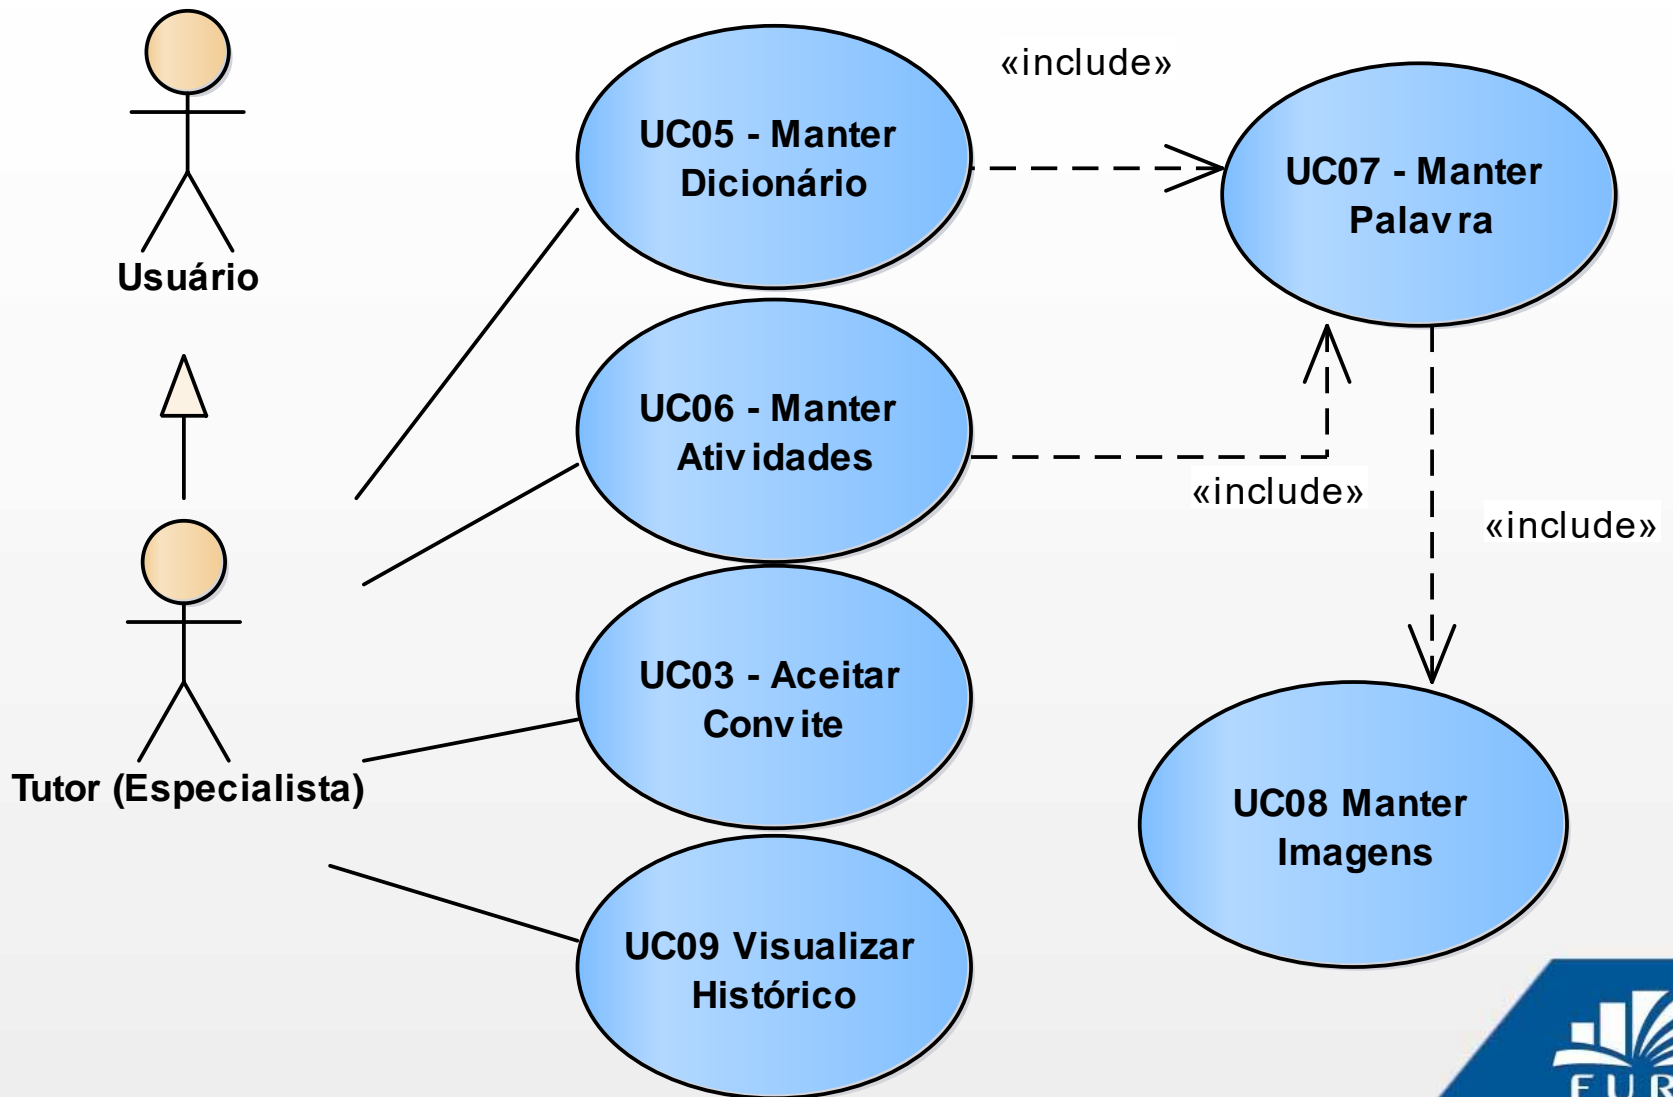 «include»
UC05 - Manter
Dicionário
UC07 - Manter
Palavra
Usuário
UC06 - Manter
Atividades
«include»
«include»
UC03 - Aceitar
Convite
Tutor (Especialista)
UC08 Manter
Imagens
UC09 Visualizar
Histórico